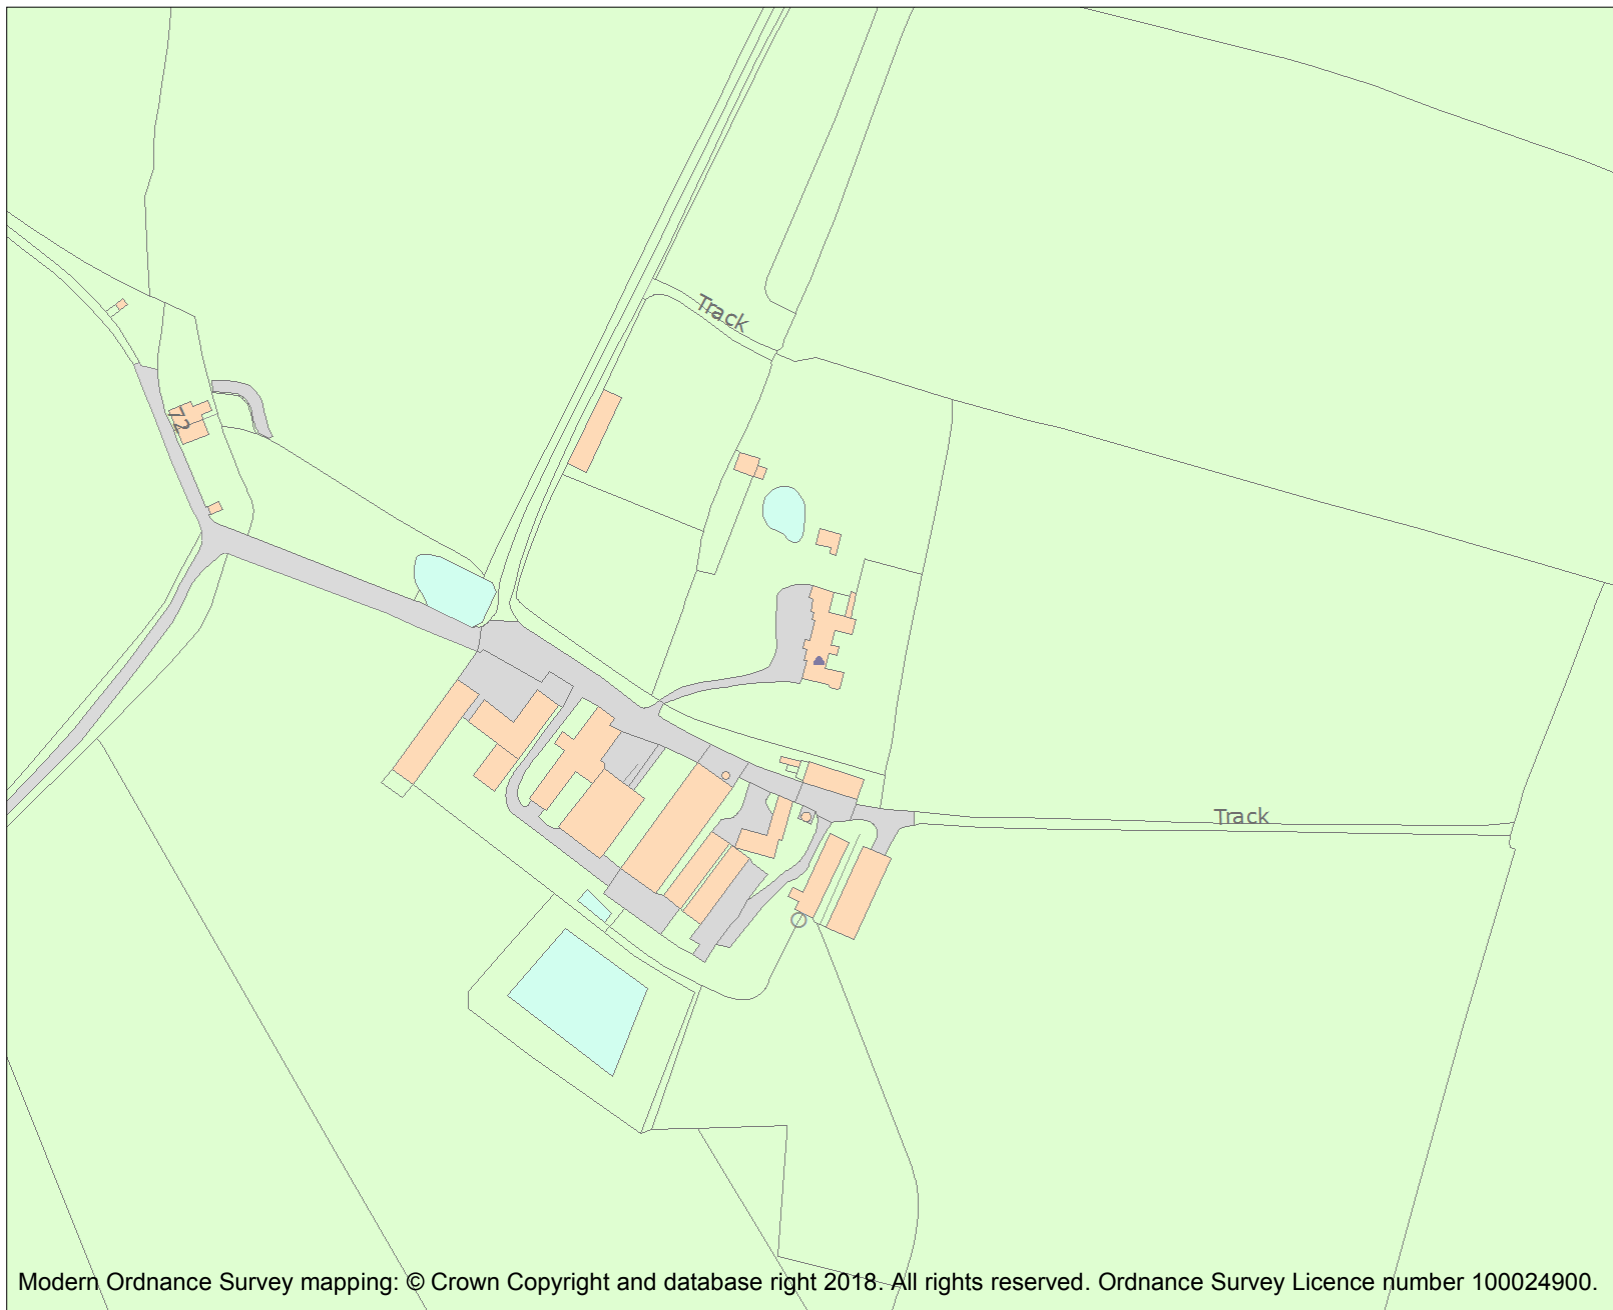 Track
72
Track
Modern Ordnance Survey mapping: © Crown Copyright and database right 2018. All rights reserved. Ordnance Survey Licence number 100024900.